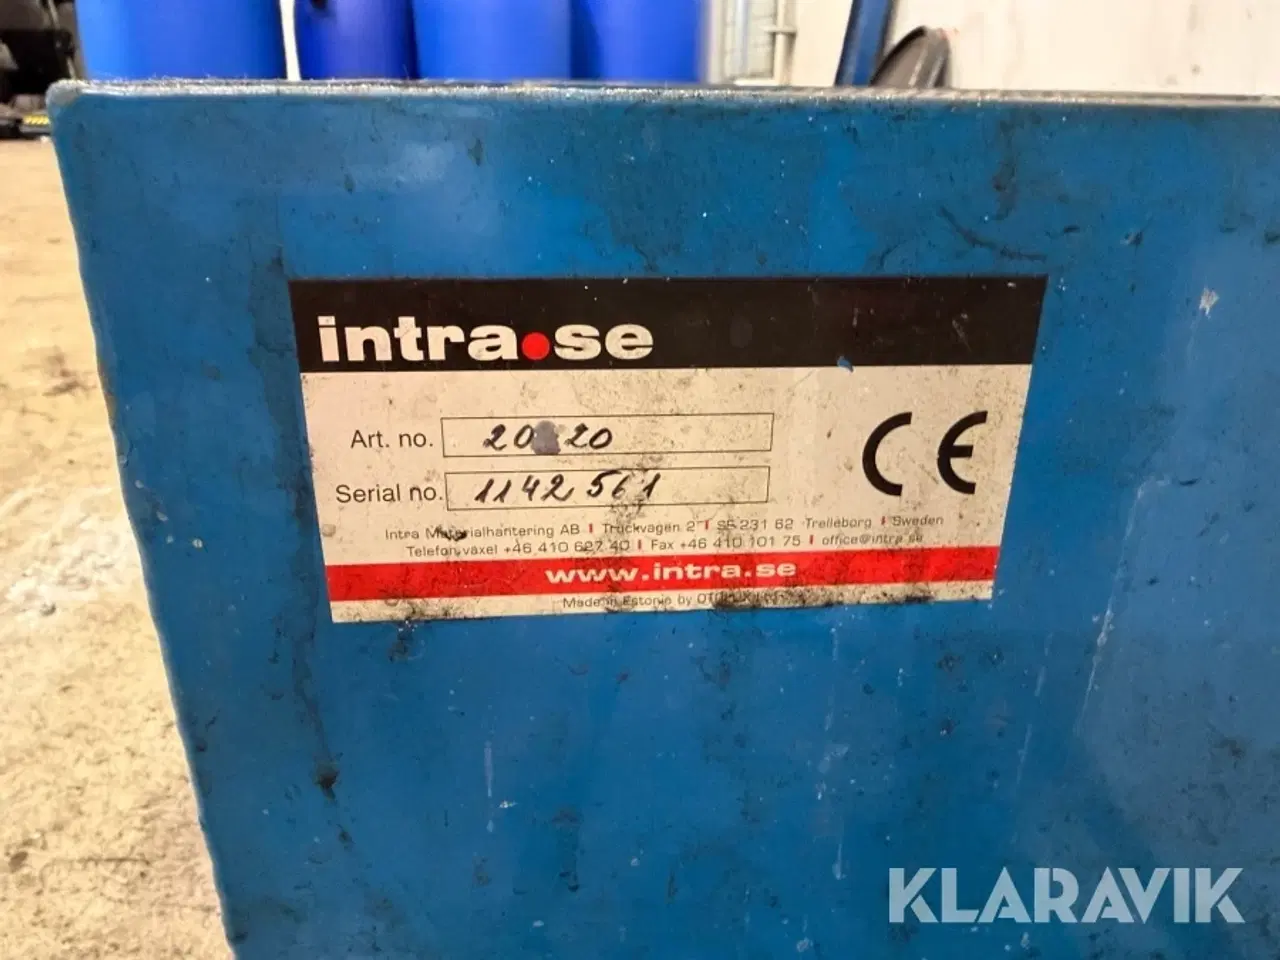 intra.se
Art. no. 20 20
Serial no. 1142561
CE
Intra Materialhantering AB | Truckvägen 2 | SE 231 62 Trelleborg | Sweden
Telefon växel +46 410 627 40 | Fax +46 410 101 75 | office@intra.se
www.intra.se
Made in Estonia by
KLARAVIK